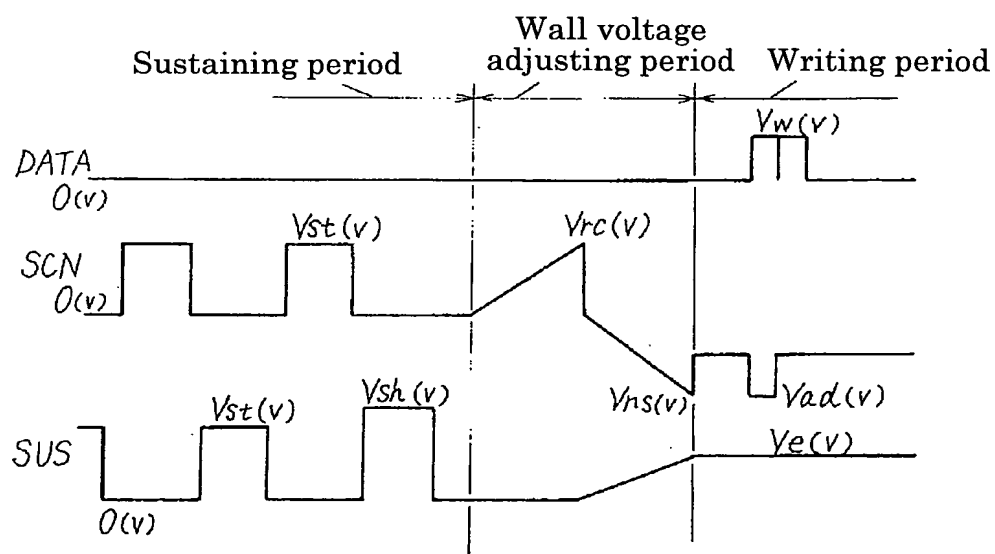 Sustaining period
Wall voltage
adjusting period
Writing period
DATA
0(v)
Vw(v)
SCN
0(v)
Vst(v)
Vrc(v)
Vns(v)
Vad(v)
SUS
0(v)
Vst(v)
Vsh(v)
Ve(v)